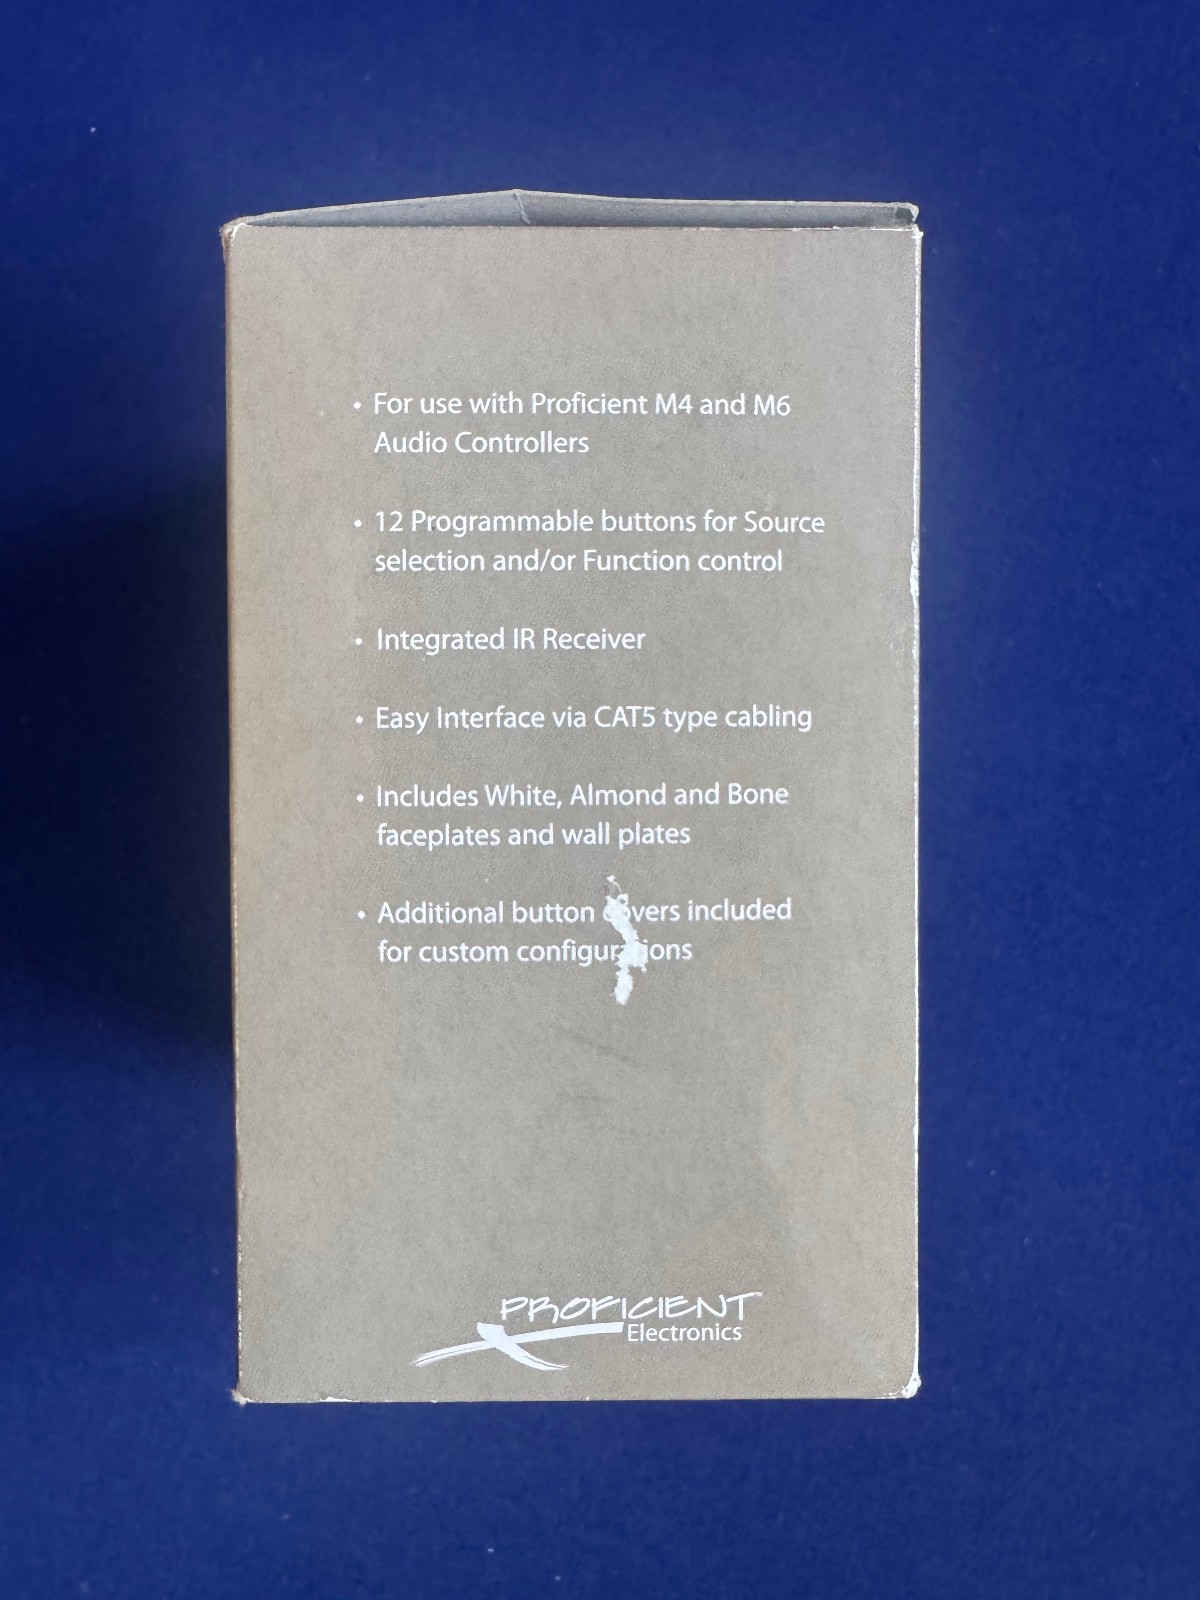 • For use with Proficient M4 and M6
Audio Controllers
• 12 Programmable buttons for Source
selection and/or Function control
• Integrated IR Receiver
• Easy Interface via CAT5 type cabling
• Includes White, Almond and Bone
faceplates and wall plates
• Additional button covers included
for custom configurations
PROFICIENT
Electronics